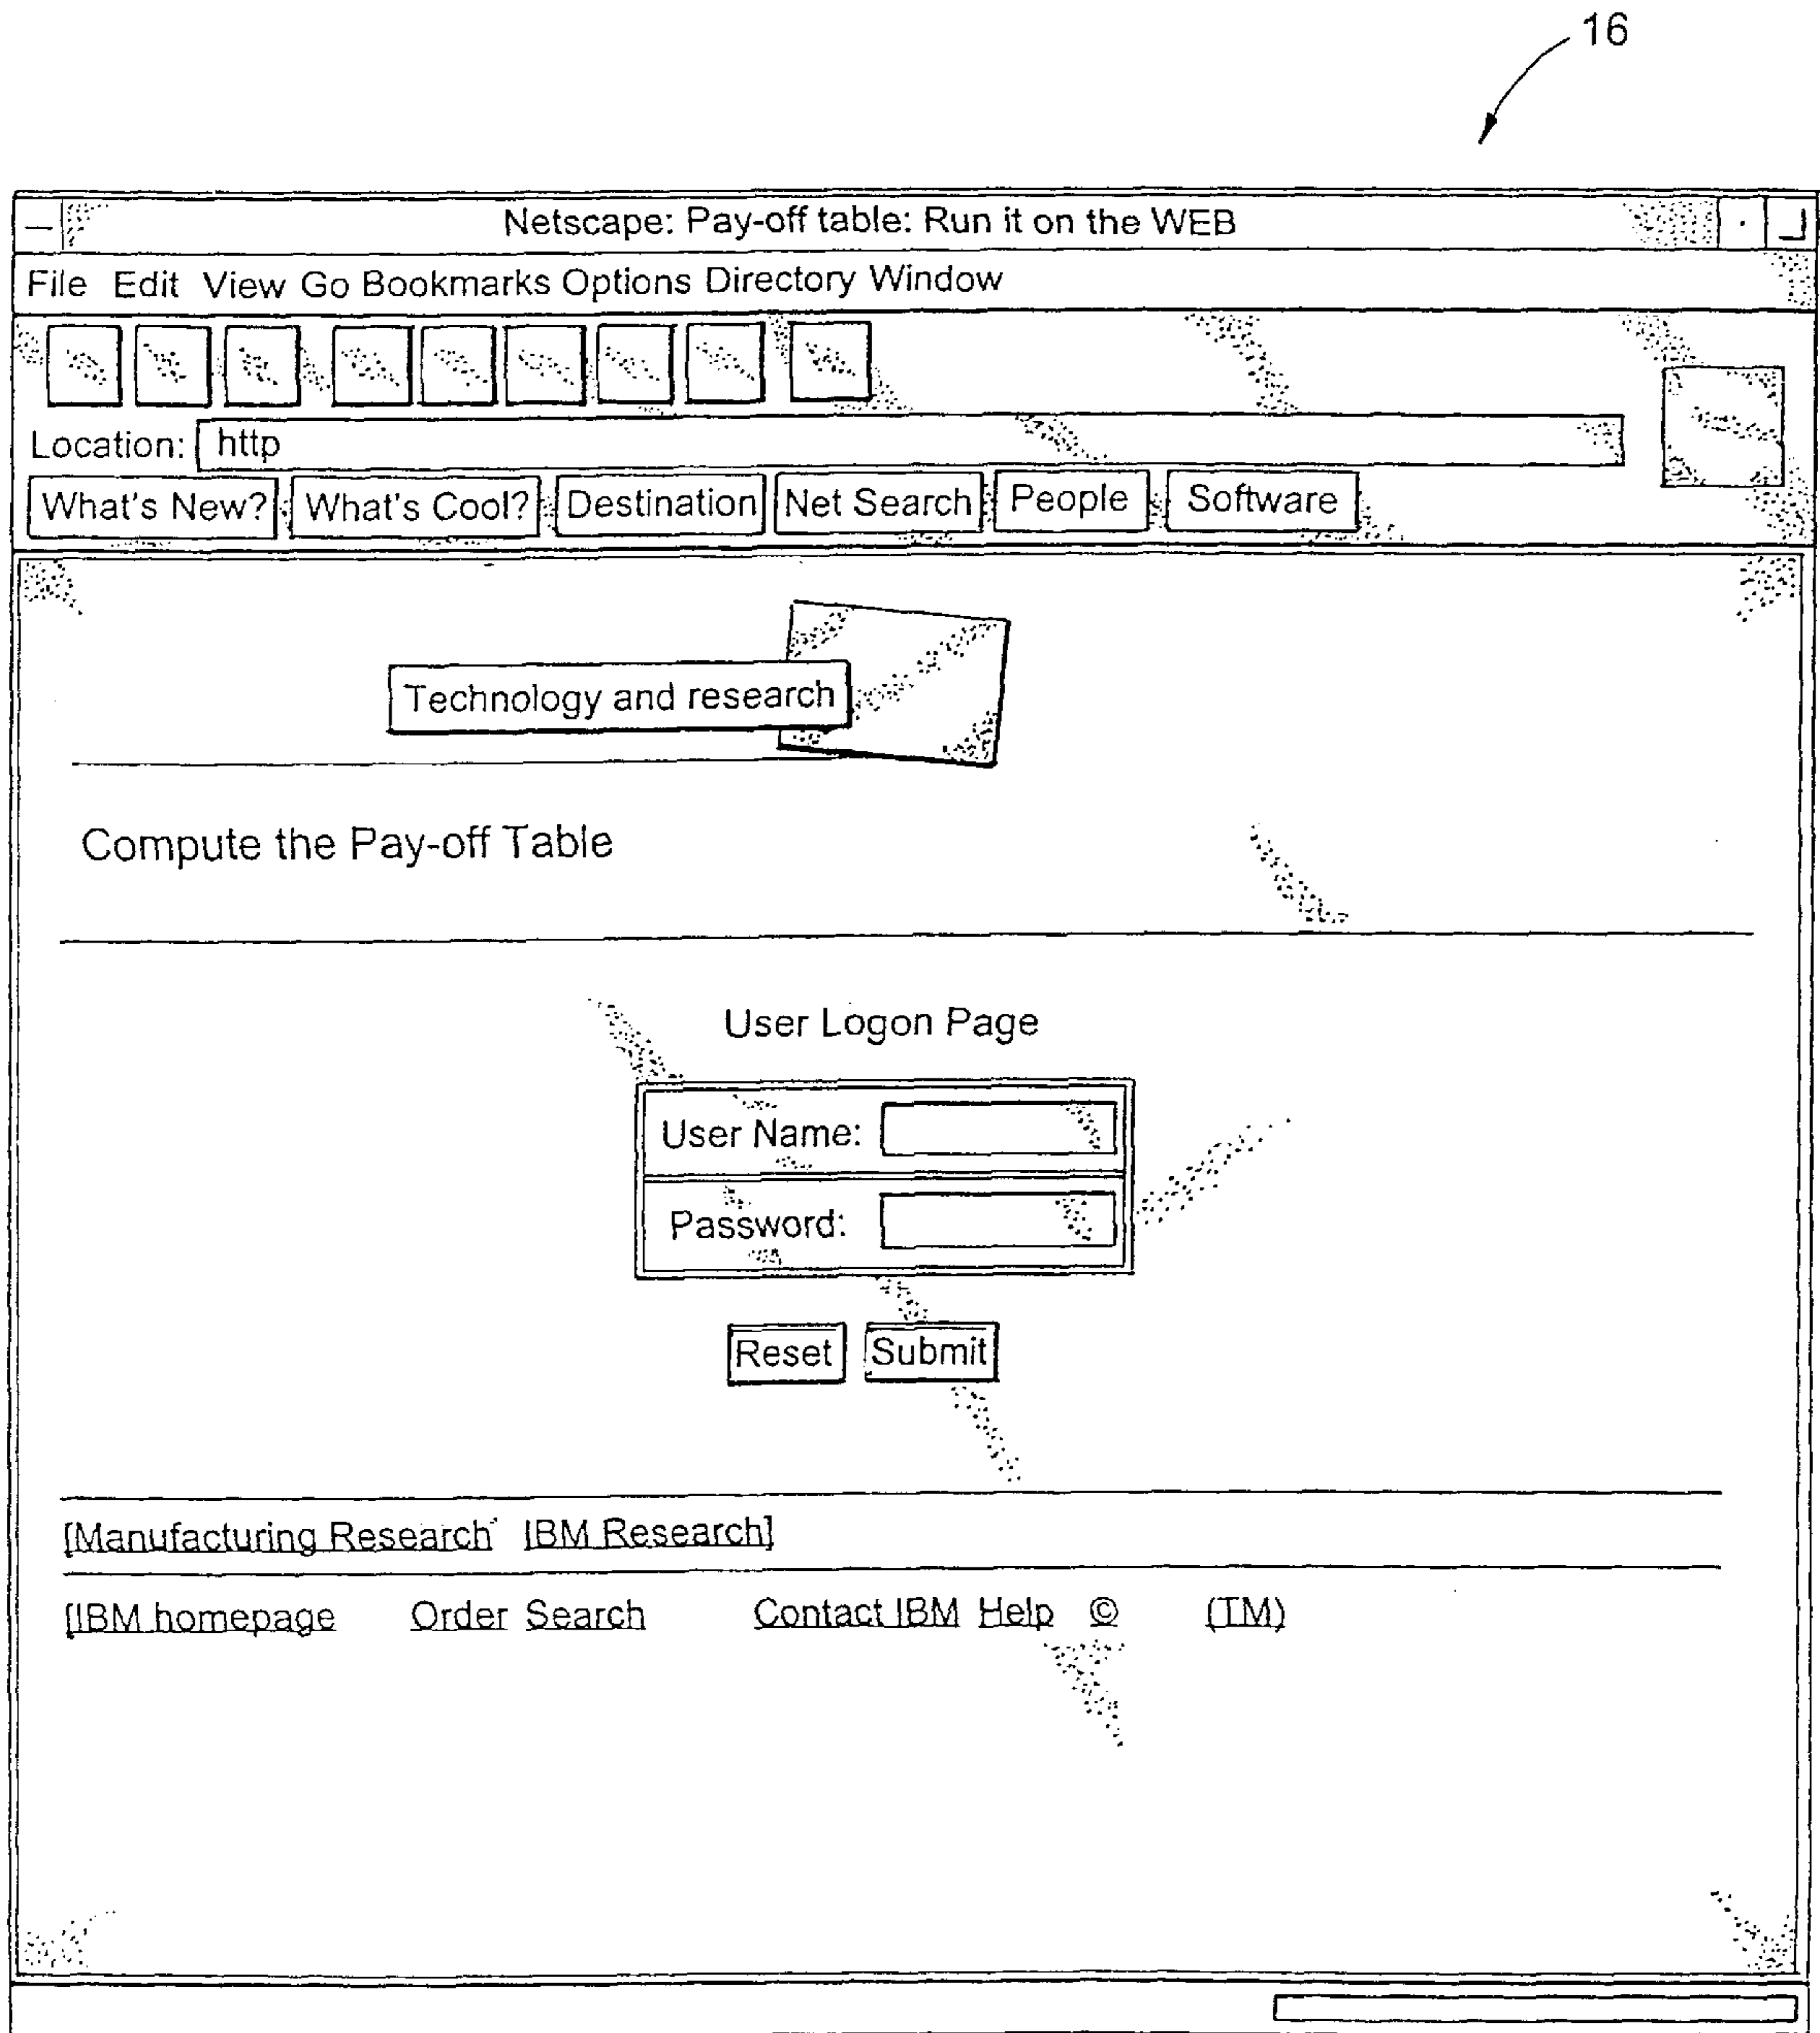 16
Netscape: Pay-off table: Run it on the WEB
File Edit View Go Bookmarks Options Directory Window
Location: http
What's New? What's Cool? Destination Net Search People Software
Technology and research
Compute the Pay-off Table
User Logon Page
User Name:
Password:
Reset Submit
[Manufacturing Research IBM Research]
[IBM homepage Order Search Contact IBM Help © (TM)